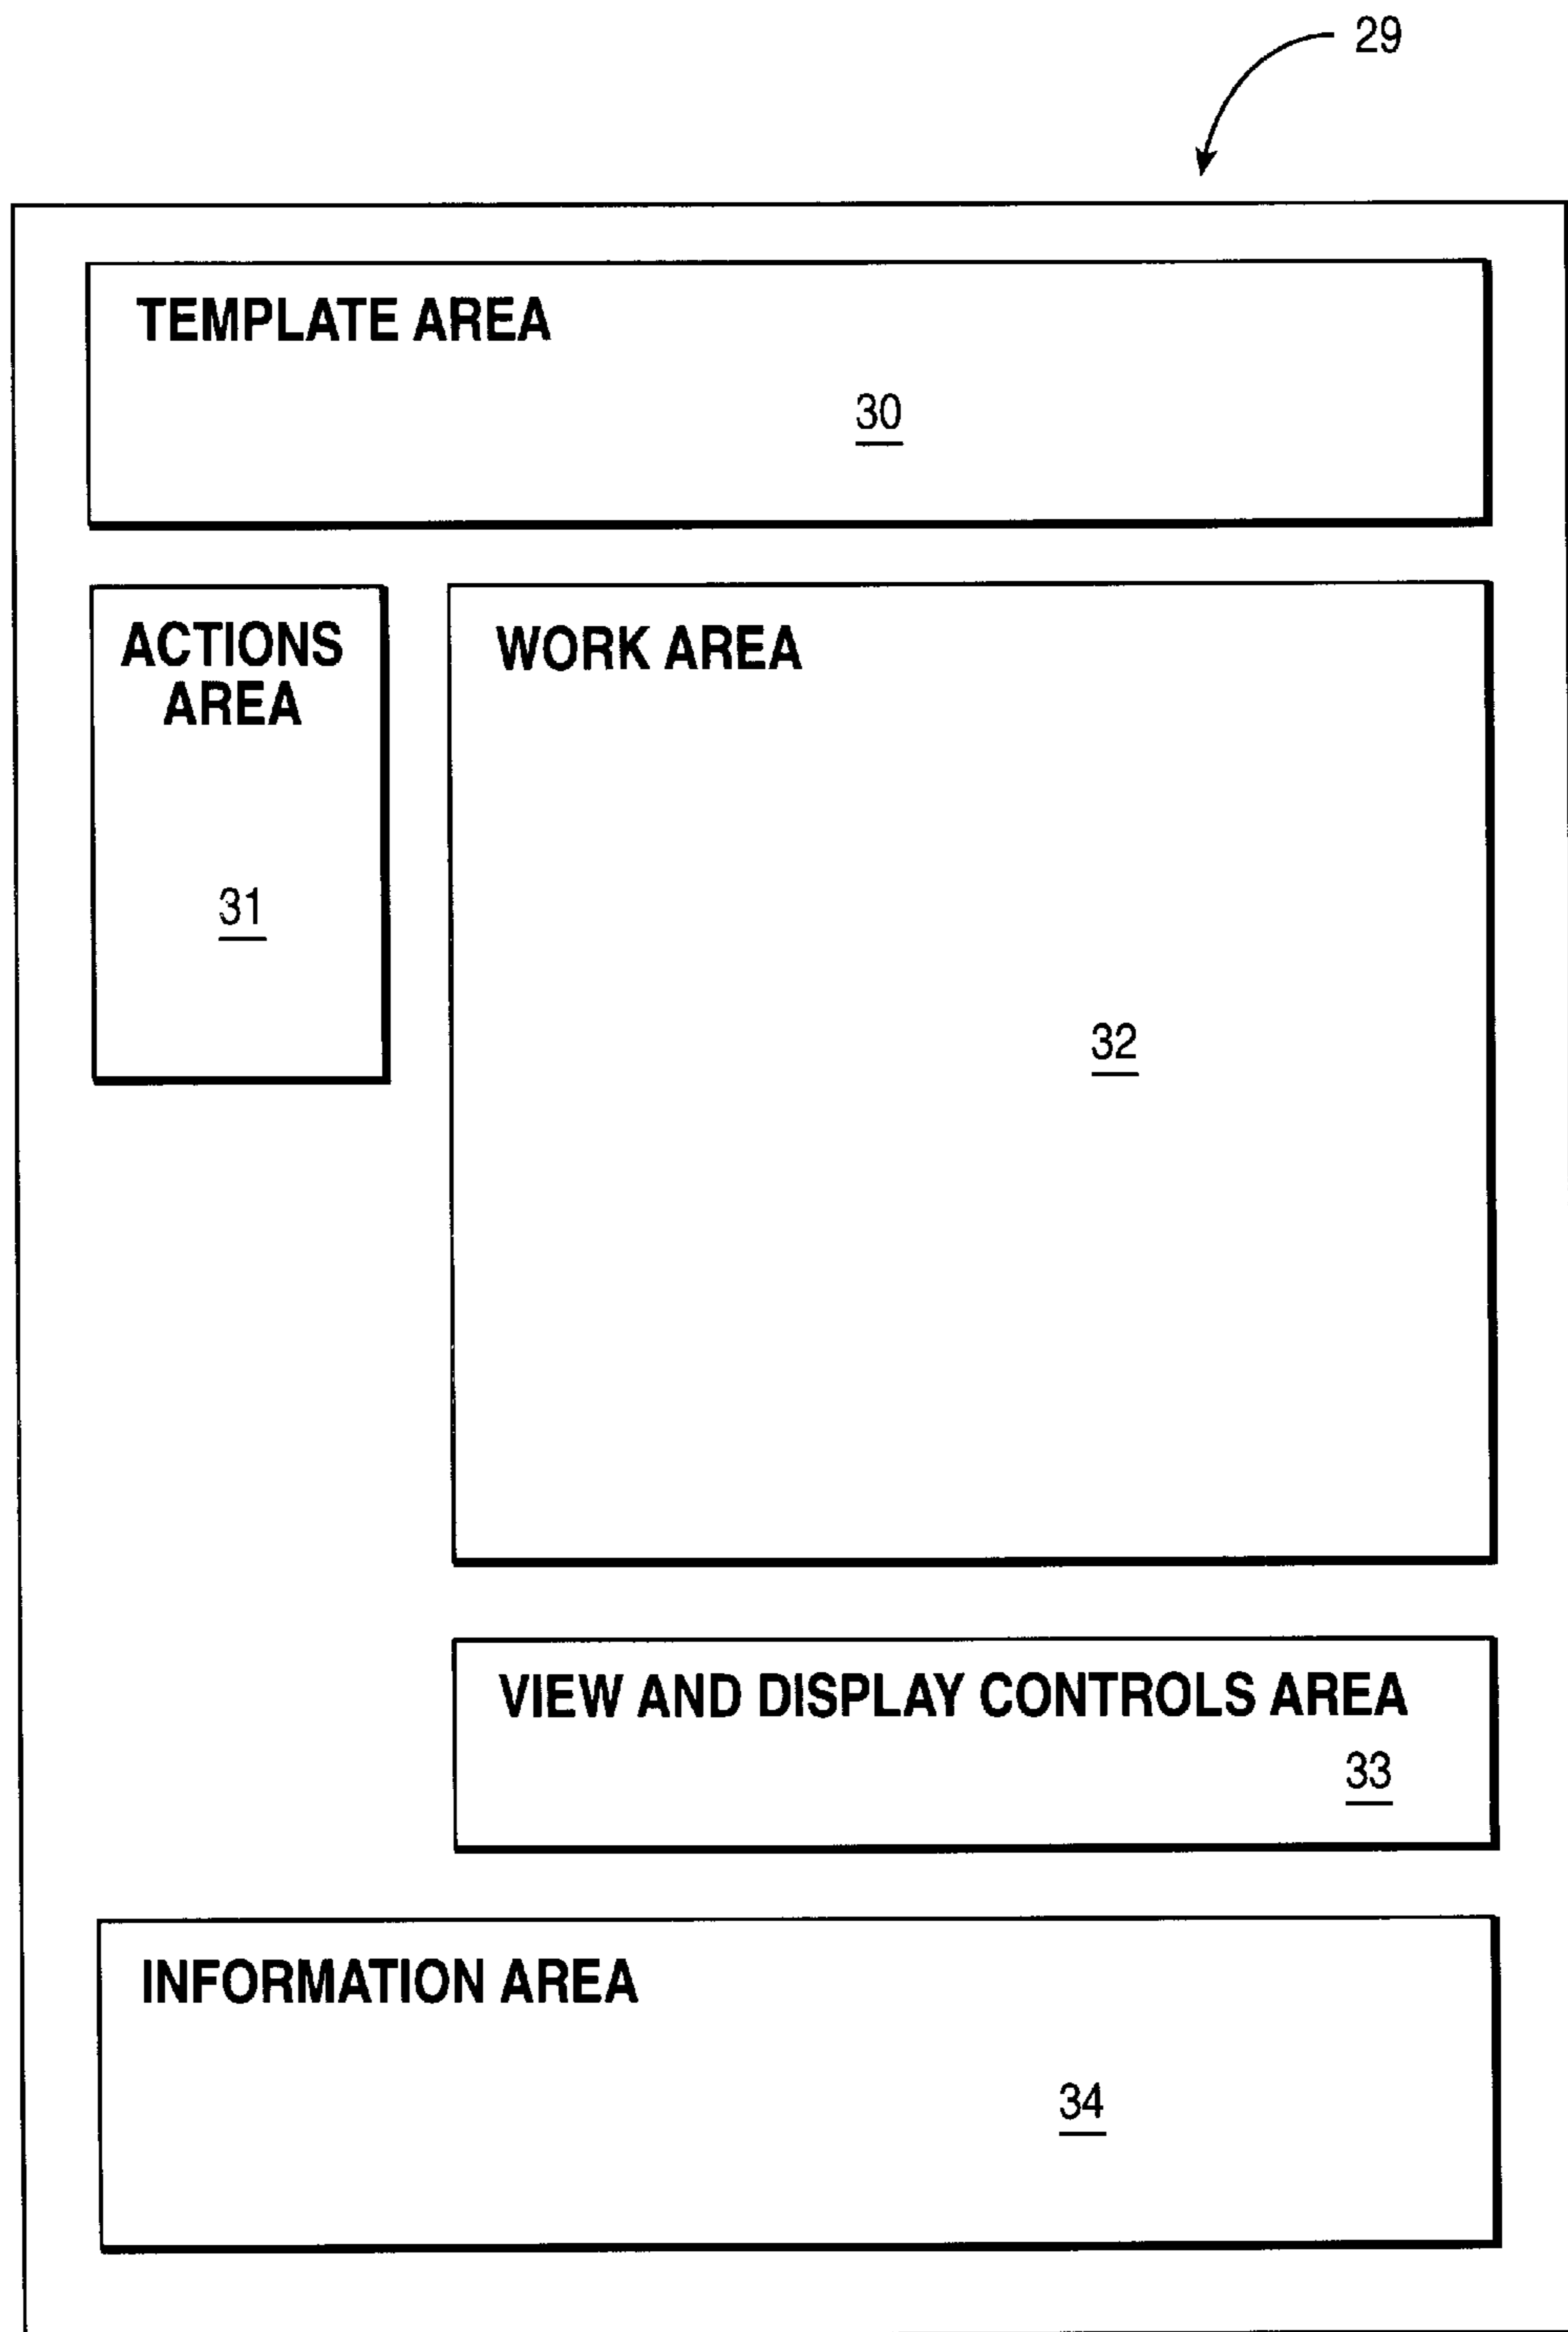 29
TEMPLATE AREA
30
ACTIONS
AREA
31
WORK AREA
32
VIEW AND DISPLAY CONTROLS AREA
33
INFORMATION AREA
34